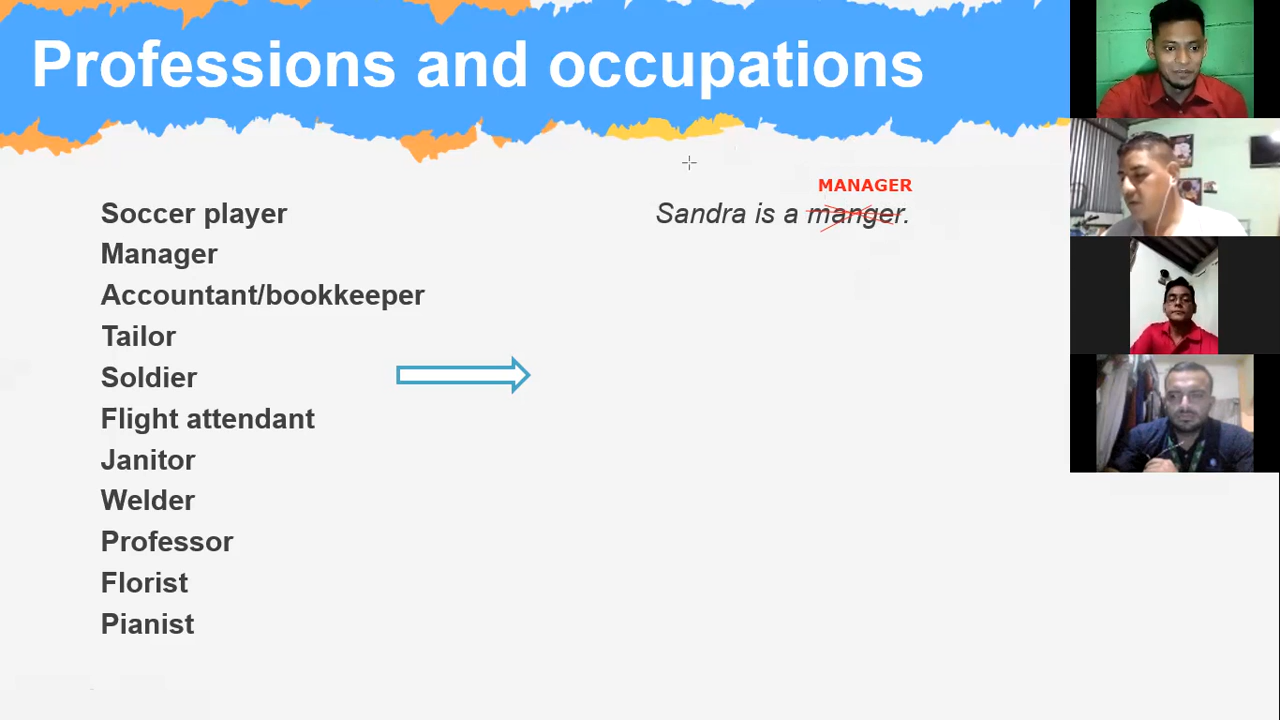 Professions and occupations
MANAGER
Soccer player
Sandra is a manger.
Manager
Accountant/bookkeeper
Tailor
Soldier
Flight attendant
Janitor
Welder
Professor
Florist
Pianist